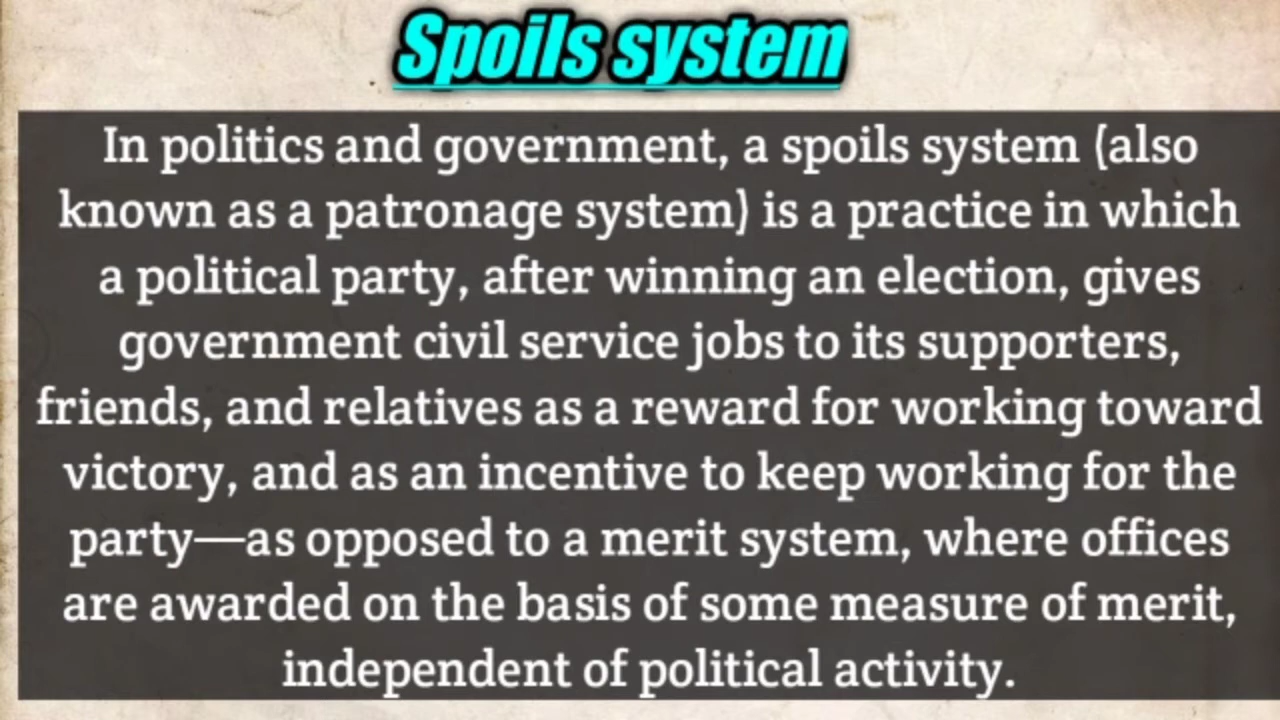 Spoils system
In politics and government, a spoils system (also
known as a patronage system) is a practice in which
a political party, after winning an election, gives
government civil service jobs to its supporters,
friends, and relatives as a reward for working toward
victory, and as an incentive to keep working for the
party—as opposed to a merit system, where offices
are awarded on the basis of some measure of merit,
independent of political activity.